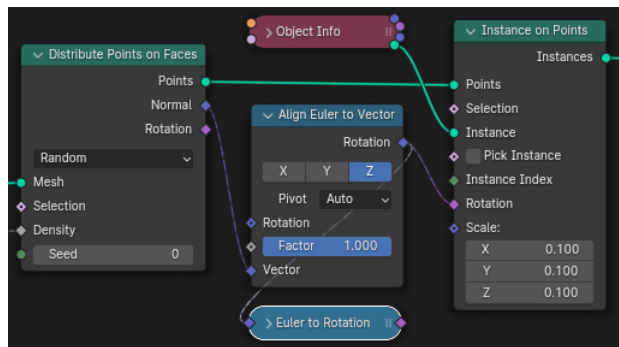 Distribute Points on Faces
Points
Normal
Rotation
Random
Mesh
Selection
Density
Seed 0
Object Info
Align Euler to Vector
Rotation
X Y Z
Pivot Auto
Rotation
Factor 1.000
Vector
Euler to Rotation
Instance on Points
Instances
Points
Selection
Instance
Pick Instance
Instance Index
Rotation
Scale:
X 0.100
Y 0.100
Z 0.100